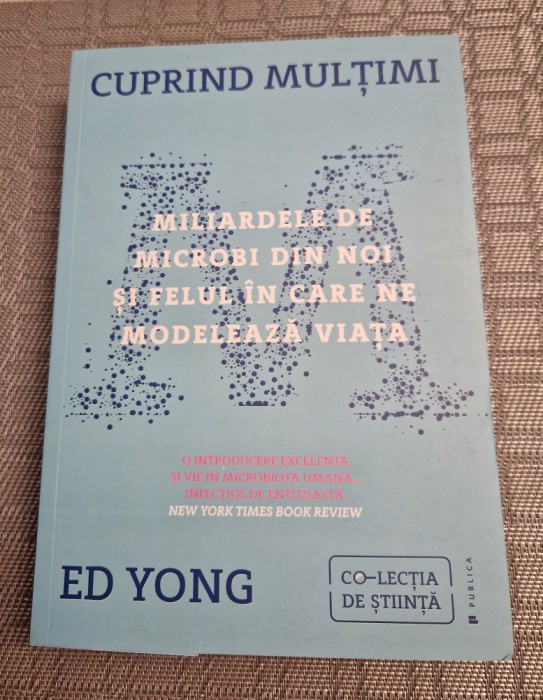 CUPRIND MULȚIMI
M
MILIARDELE DE
MICROBI DIN NOI
ȘI FELUL ÎN CARE NE
MODELEAZĂ VIAȚA
O INTRODUCERE EXCELENTĂ
ȘI VIE ÎN MICROBIOTA UMANĂ...
INFECȚIOS DE ENTUZIASTĂ.
NEW YORK TIMES BOOK REVIEW
ED YONG
CO-LECȚIA
DE ȘTIINȚĂ
PUBLICA